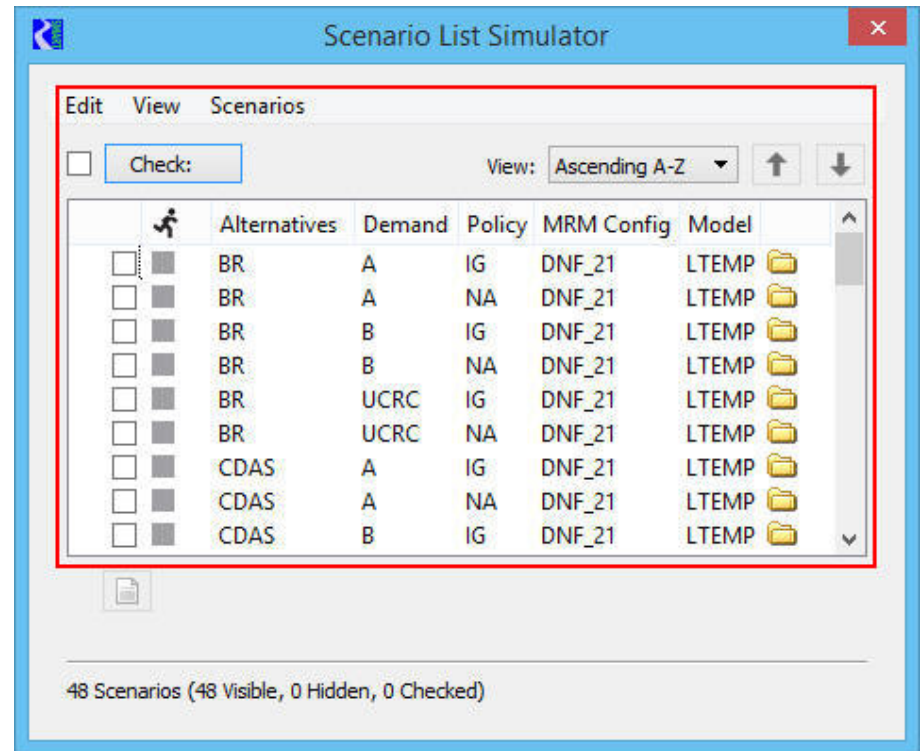 Scenario List Simulator
Edit View Scenarios
Check: View: Ascending A-Z
Alternatives Demand Policy MRM Config Model
BR A IG DNF_21 LTEMP
BR A NA DNF_21 LTEMP
BR B IG DNF_21 LTEMP
BR B NA DNF_21 LTEMP
BR UCRC IG DNF_21 LTEMP
BR UCRC NA DNF_21 LTEMP
CDAS A IG DNF_21 LTEMP
CDAS A NA DNF_21 LTEMP
CDAS B IG DNF_21 LTEMP
48 Scenarios (48 Visible, 0 Hidden, 0 Checked)